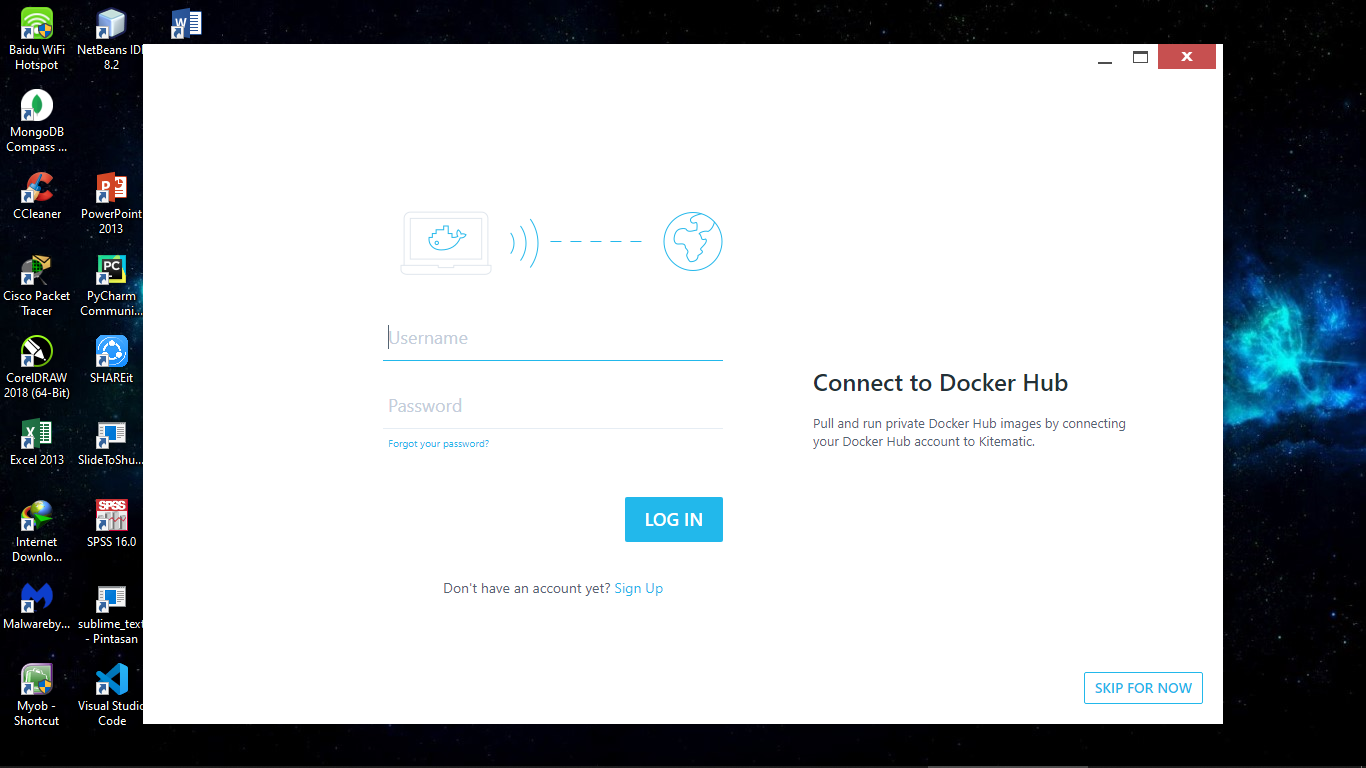 Baidu WiFi
Hotspot
NetBeans IDE
8.2
MongoDB
Compass ...
CCleaner
PowerPoint
2013
Cisco Packet
Tracer
PyCharm
Communi...
CorelDRAW
2018 (64-Bit)
SHAREit
Excel 2013
SlideToShu...
Internet
Downlo...
SPSS
SPSS 16.0
Malwareby...
sublime_text
- Pintasan
Myob -
Shortcut
Visual Studio
Code
Username
Password
Forgot your password?
LOG IN
Don't have an account yet? Sign Up
Connect to Docker Hub
Pull and run private Docker Hub images by connecting
your Docker Hub account to Kitematic.
SKIP FOR NOW